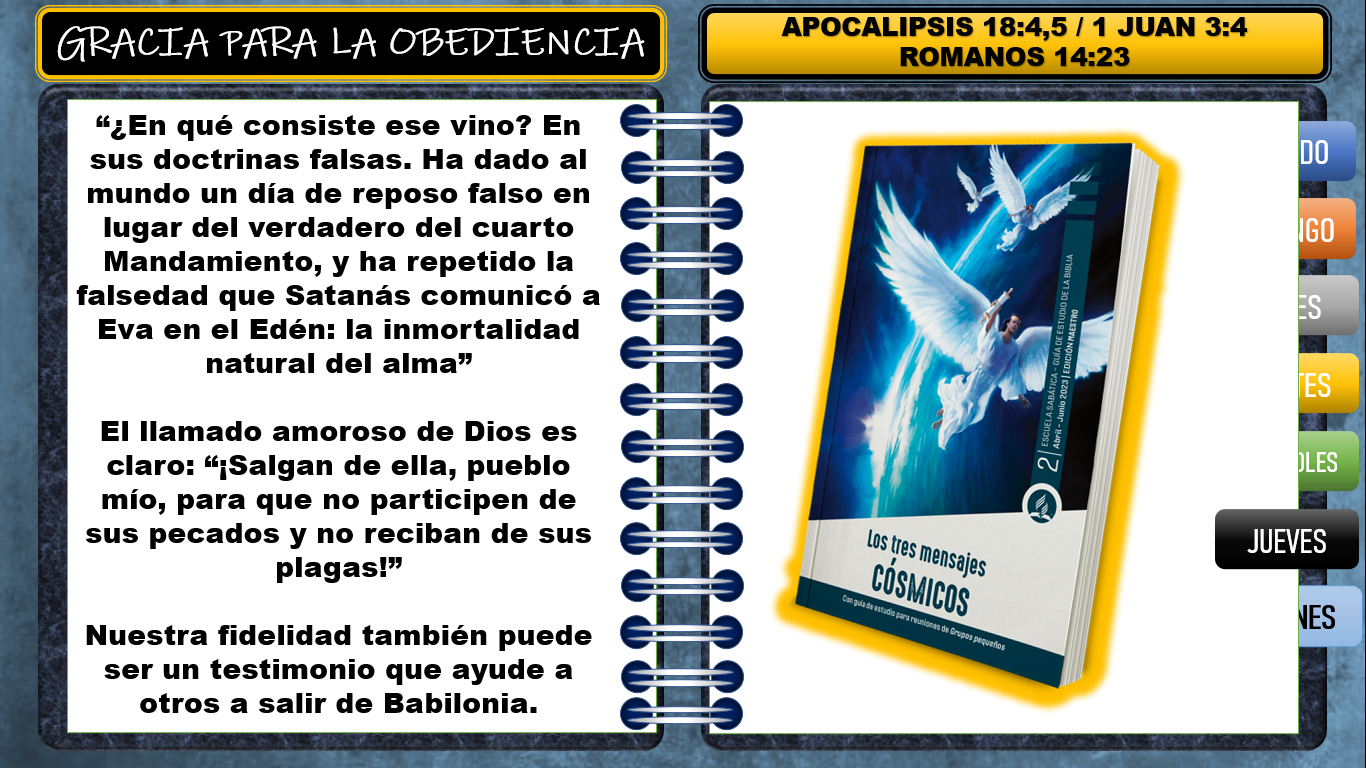 GRACIA PARA LA OBEDIENCIA
APOCALIPSIS 18:4,5 / 1 JUAN 3:4
ROMANOS 14:23
“¿En qué consiste ese vino? En
sus doctrinas falsas. Ha dado al
mundo un día de reposo falso en
lugar del verdadero del cuarto
Mandamiento, y ha repetido la
falsedad que Satanás comunicó a
Eva en el Edén: la inmortalidad
natural del alma”
El llamado amoroso de Dios es
claro: “¡Salgan de ella, pueblo
mío, para que no participen de
sus pecados y no reciban de sus
plagas!”
Nuestra fidelidad también puede
ser un testimonio que ayude a
otros a salir de Babilonia.
2
ESCUELA SABÁTICA - GUÍA DE ESTUDIO DE LA BIBLIA
Abril - Junio 2023 | EDICIÓN MAESTRO
Los tres mensajes
CÓSMICOS
Con guía de estudio para reuniones de Grupos pequeños
DO
NGO
ES
TES
OLES
JUEVES
NES